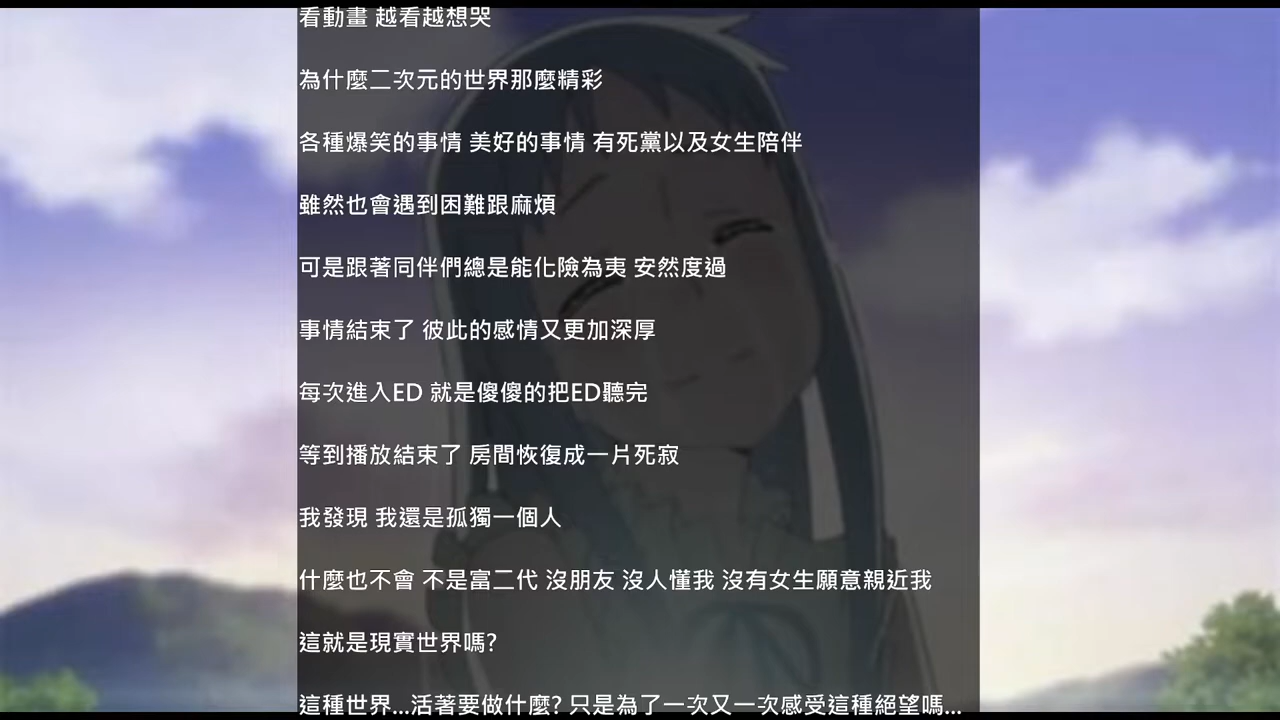 看動畫 越看越想哭
為什麼二次元的世界那麼精彩
各種爆笑的事情 美好的事情 有死黨以及女生陪伴
雖然也會遇到困難跟麻煩
可是跟著同伴們總是能化險為夷 安然度過
事情結束了 彼此的感情又更加深厚
每次進入ED 就是傻傻的把ED聽完
等到播放結束了 房間恢復成一片死寂
我發現 我還是孤獨一個人
什麼也不會 不是富二代 沒朋友 沒人懂我 沒有女生願意親近我
這就是現實世界嗎?
這種世界...活著要做什麼? 只是為了一次又一次感受這種絕望嗎...